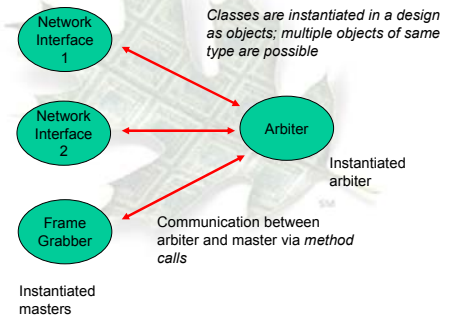 Network
Interface
1
Classes are instantiated in a design
as objects; multiple objects of same
type are possible
Network
Interface
2
Arbiter
Instantiated
arbiter
SM
Frame
Grabber
Communication between
arbiter and master via method
calls
Instantiated
masters